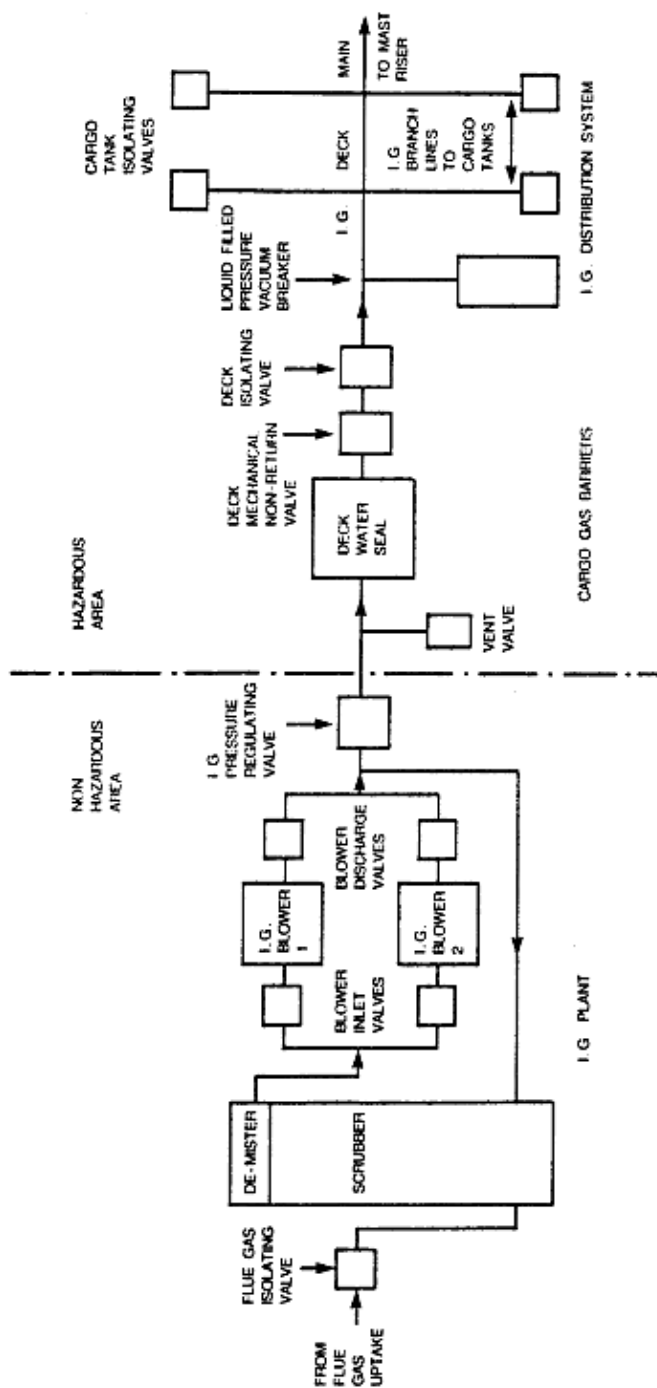 NON
HAZARDOUS
AREA
HAZARDOUS
AREA
FROM
FLUE
GAS
UPTAKE
FLUE GAS
ISOLATING
VALVE
DE-MISTER
SCRUBBER
BLOWER
INLET
VALVES
I.G.
BLOWER
1
I.G.
BLOWER
2
BLOWER
DISCHARGE
VALVES
I.G
PRESSURE
REGULATING
VALVE
VENT
VALVE
DECK
WATER
SEAL
DECK
MECHANICAL
NON-RETURN
VALVE
DECK
ISOLATING
VALVE
LIQUID FILLED
PRESSURE
VACUUM
BREAKER
CARGO
TANK
ISOLATING
VALVES
I.G. DECK MAIN
TO MAST
RISER
I.G
BRANCH
LINES
TO
CARGO
TANKS
I.G PLANT
CARGO GAS BARRIERS
I.G. DISTRIBUTION SYSTEM